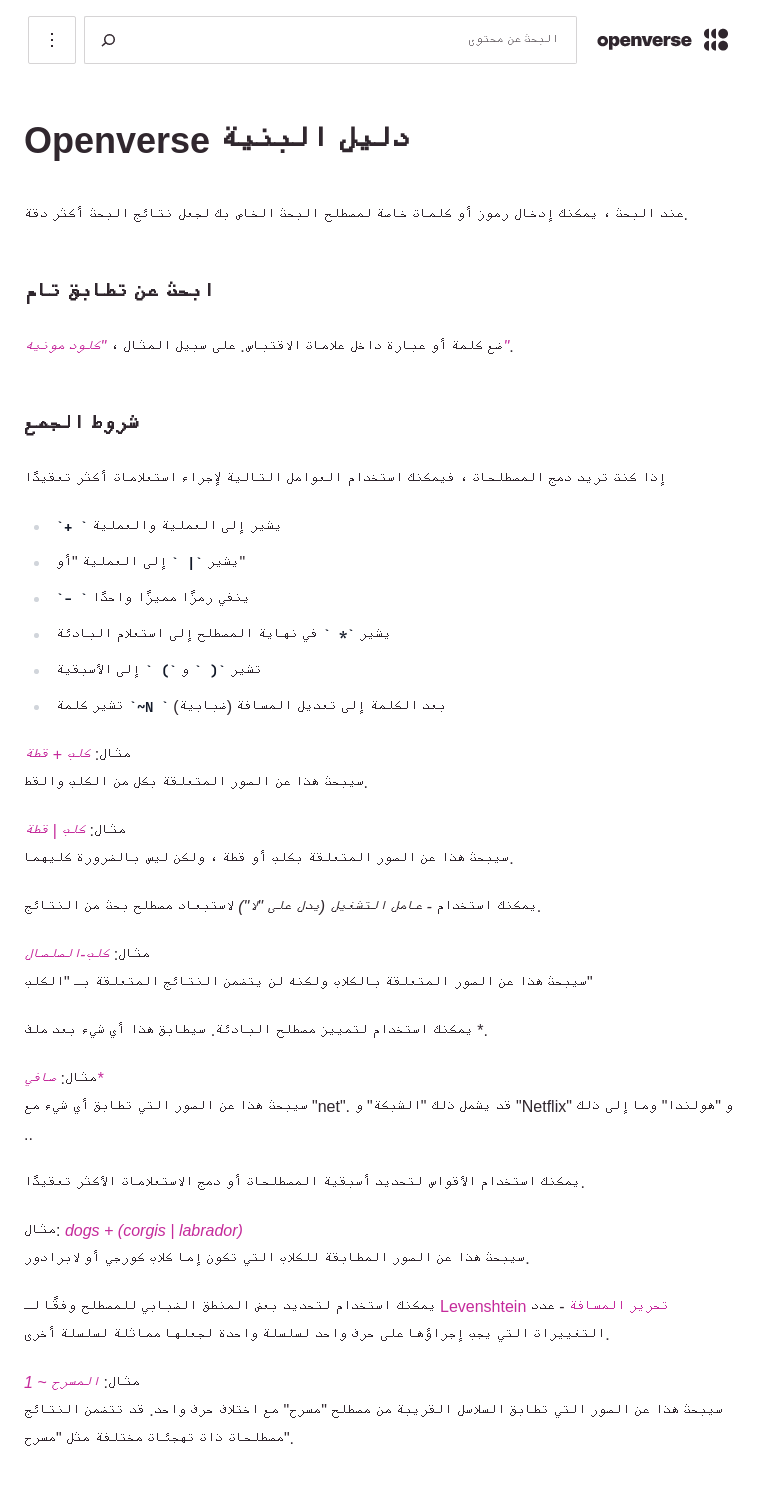 openverse
البحث عن محتوى
دليل البنية Openverse
عند البحث ، يمكنك إدخال رموز أو كلمات خاصة لمصطلح البحث الخاص بك لجعل نتائج البحث أكثر دقة.
ابحث عن تطابق تام
ضع كلمة أو عبارة داخل علامات الاقتباس. على سبيل المثال ، "كلود مونية".
شروط الجمع
إذا كنت تريد دمج المصطلحات ، فيمكنك استخدام العوامل التالية لإجراء استعلامات أكثر تعقيدًا
يشير إلى العملية والعملية ` +`
يشير `| ` إلى العملية "أو"
ينفي رمزًا مميزًا واحدًا ` -`
يشير `* ` في نهاية المصطلح إلى استعلام البادئة
تشير `( ` و `) ` إلى الأسبقية
بعد الكلمة إلى تعديل المسافة (ضبابية) ` ~N` تشير كلمة
مثال: كلب + قطة
سيبحث هذا عن الصور المتعلقة بكل من الكلب والقط.
مثال: كلب | قطة
سيبحث هذا عن الصور المتعلقة بكلب أو قطة ، ولكن ليس بالضرورة كليهما.
يمكنك استخدام - عامل التشغيل (يدل على "لا") لاستبعاد مصطلح بحث من النتائج.
مثال: كلب-الصلصال
سيبحث هذا عن الصور المتعلقة بالكلاب ولكنه لن يتضمن النتائج المتعلقة بـ "الكلب"
يمكنك استخدام لتمييز مصطلح البادئة. سيطابق هذا أي شيء بعد ملف *.
مثال: صافي*
سيبحث هذا عن الصور التي تطابق أي شيء مع "net". قد يشمل ذلك "الشبكة" و "Netflix" و "هولندا" وما إلى ذلك
..
يمكنك استخدام الأقواس لتحديد أسبقية المصطلحات أو دمج الاستعلامات الأكثر تعقيدًا.
مثال: dogs + (corgis | labrador)
سيبحث هذا عن الصور المطابقة للكلاب التي تكون إما كلاب كورجي أو لابرادور.
يمكنك استخدام لتحديد بعض المنطق الضبابي للمصطلح وفقًا لـ Levenshtein تحرير المسافة - عدد
التغييرات التي يجب إجراؤها على حرف واحد لسلسلة واحدة لجعلها مماثلة لسلسلة أخرى.
مثال: المسرح ~ 1
سيبحث هذا عن الصور التي تطابق السلاسل القريبة من مصطلح "مسرح" مع اختلاف حرف واحد. قد تتضمن النتائج
مصطلحات ذات تهجئات مختلفة مثل "مسرح".